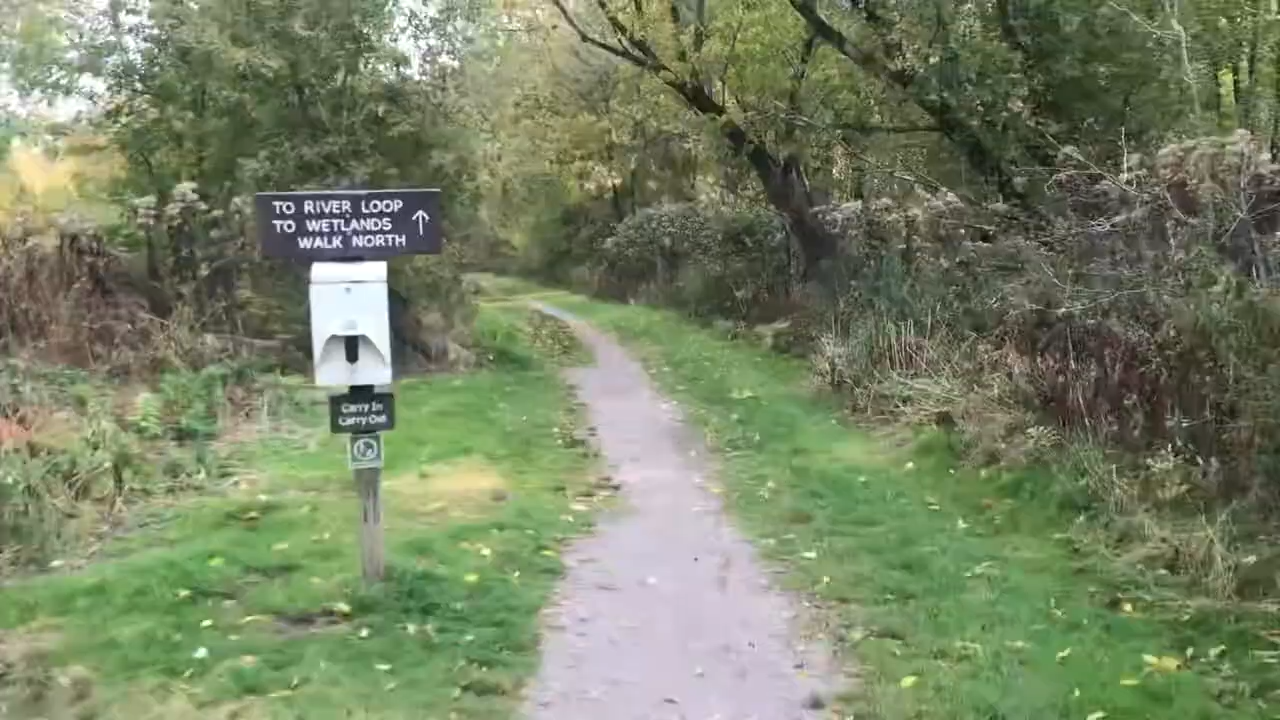 TO RIVER LOOP
TO WETLANDS
WALK NORTH
Carry In
Carry Out